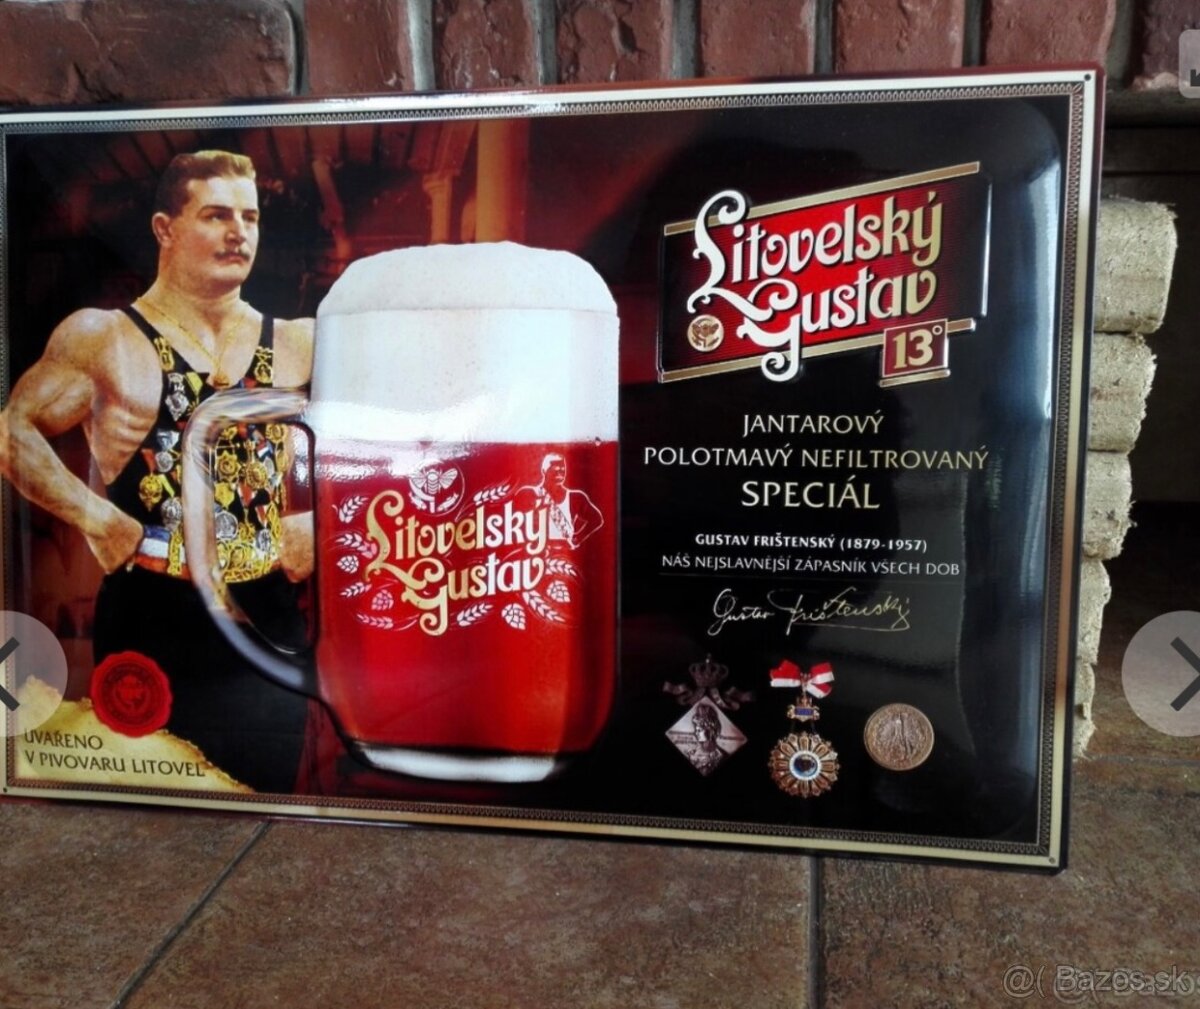 Litovelský
Gustav
13°
JANTAROVÝ
POLOTMAVÝ NEFILTROVANÝ
SPECIÁL
GUSTAV FRIŠTENSKÝ (1879-1957)
NÁŠ NEJSLAVNĚJŠÍ ZÁPASNÍK VŠECH DOB
Gustav Frištenský
Litovelský
Gustav
UVAŘENO
V PIVOVARU LITOVEL
@( Bazos.sk